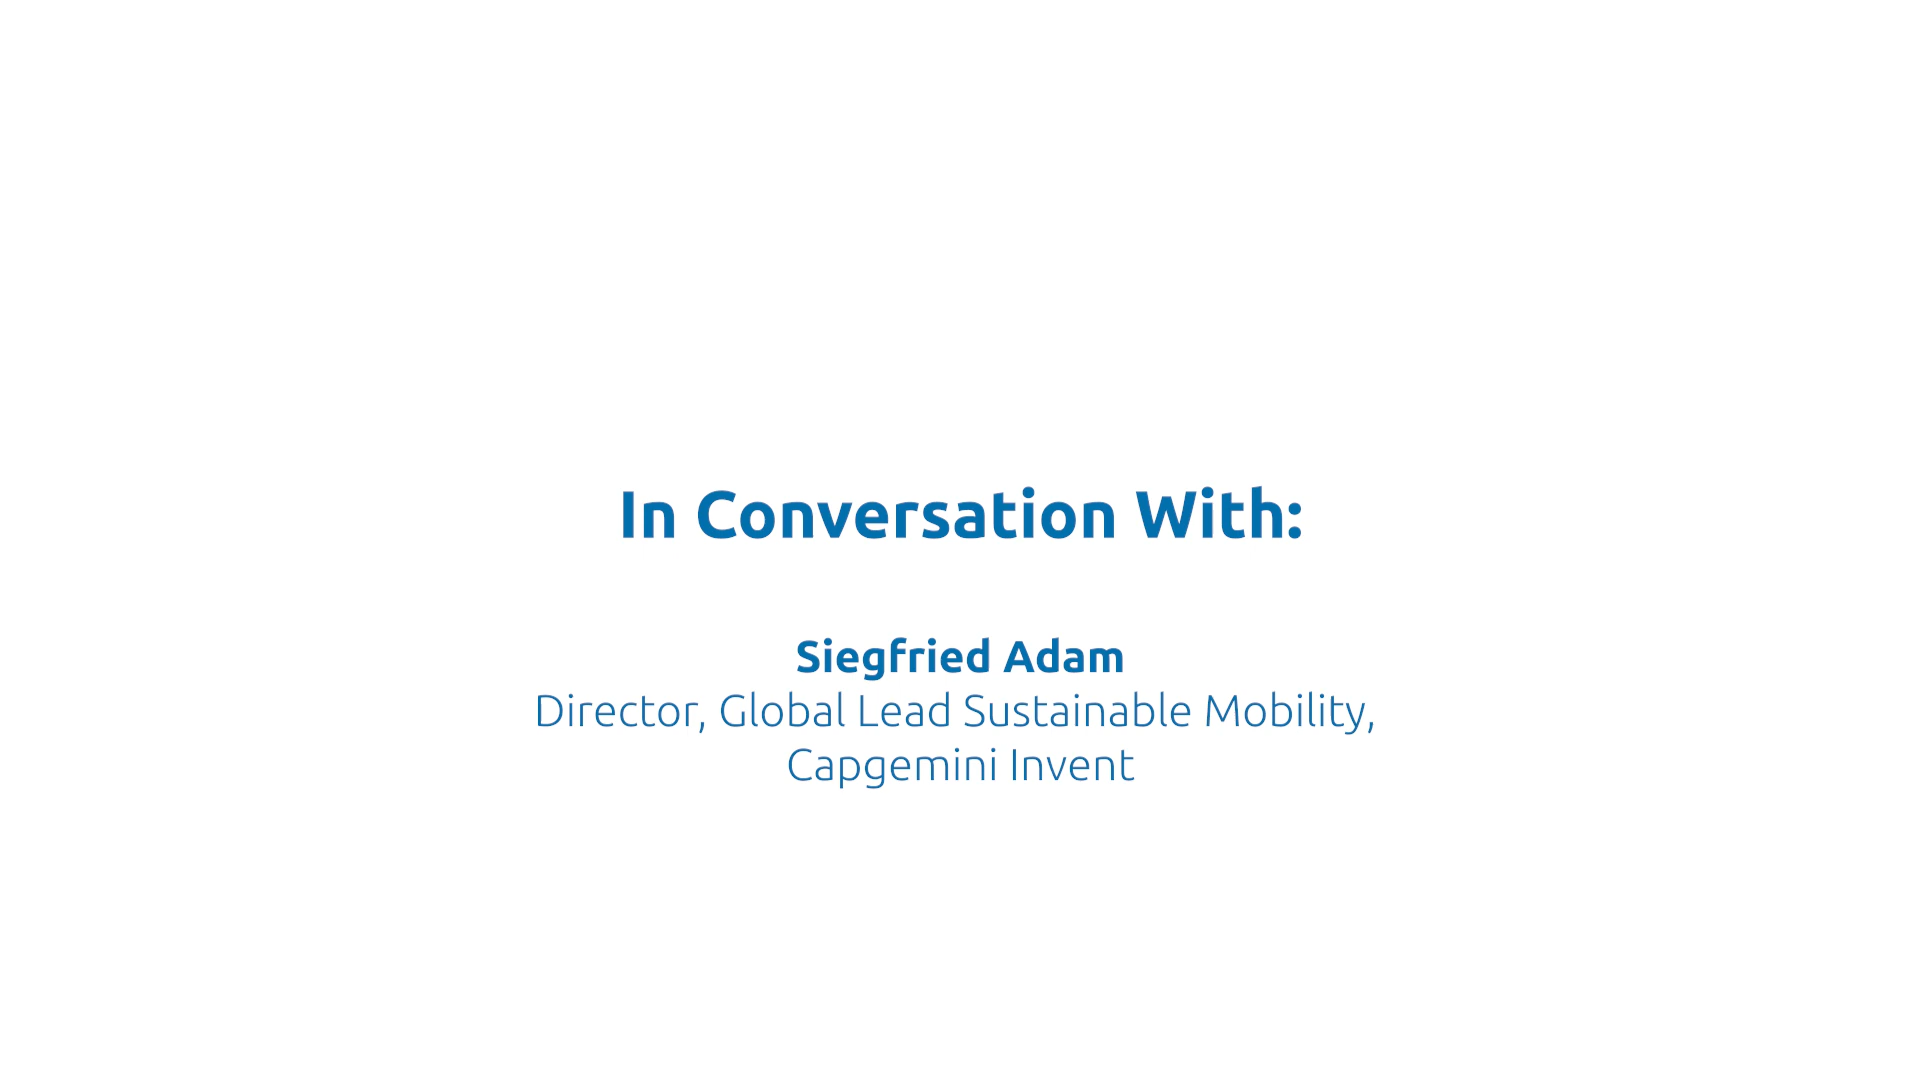 In Conversation With:
Siegfried Adam
Director, Global Lead Sustainable Mobility,
Capgemini Invent